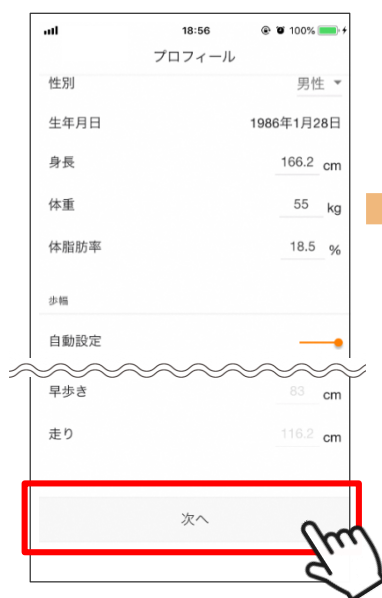 18:56 100%
プロフィール
性別 男性
生年月日 1986年1月28日
身長 166.2 cm
体重 55 kg
体脂肪率 18.5 %
歩幅
自動設定
早歩き 83 cm
走り 116.2 cm
次へ